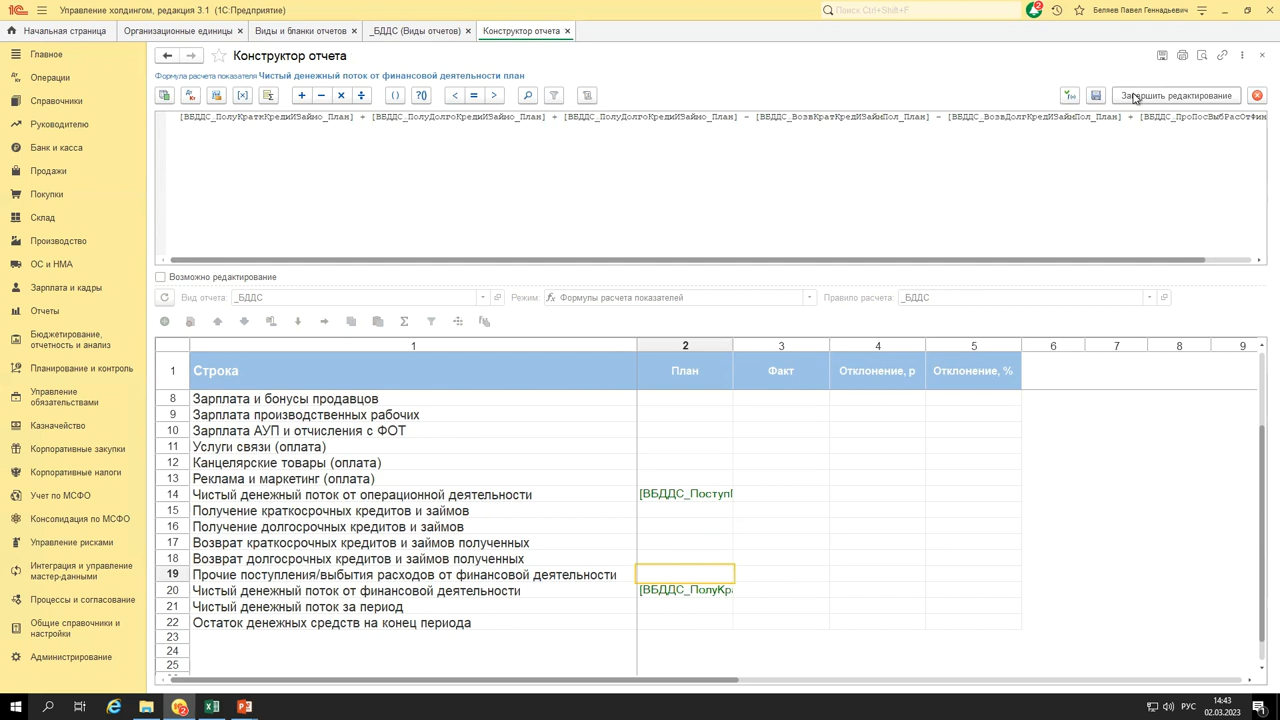 Управление холдингом, редакция 3.1 (1С:Предприятие)
Поиск Ctrl+Shift+F
Беляев Павел Геннадьевич
Начальная страница
Организационные единицы ×
Виды и бланки отчетов ×
_БДДС (Виды отчетов) ×
Конструктор отчета ×
Главное
Операции
Справочники
Руководителю
Банк и касса
Продажи
Покупки
Склад
Производство
ОС и НМА
Зарплата и кадры
Отчеты
Бюджетирование, отчетность и анализ
Планирование и контроль
Управление обязательствами
Казначейство
Корпоративные закупки
Корпоративные налоги
Учет по МСФО
Консолидация по МСФО
Управление рисками
Интеграция и управление мастер-данными
Процессы и согласование
Общие справочники и настройки
Администрирование
Конструктор отчета
Формула расчета показателя Чистый денежный поток от финансовой деятельности план
Завершить редактирование
[ВБДДС_ПолуКраткКредиИЗаймо_План] + [ВБДДС_ПолуДолгоКредиИЗаймо_План] + [ВБДДС_ПолуДолгоКредиИЗаймо_План] - [ВБДДС_ВозвКратКредИЗаймПол_План] - [ВБДДС_ВозвДолгКредИЗаймПол_План] + [ВБДДС_ПроПосВыбРасОтФин
Возможно редактирование
Вид отчета: _БДДС
Режим: Формулы расчета показателей
Правило расчета: _БДДС
1 2 3 4 5 6 7 8 9
1 Строка План Факт Отклонение, р Отклонение, %
8 Зарплата и бонусы продавцов
9 Зарплата производственных рабочих
10 Зарплата АУП и отчисления с ФОТ
11 Услуги связи (оплата)
12 Канцелярские товары (оплата)
13 Реклама и маркетинг (оплата)
14 Чистый денежный поток от операционной деятельности [ВБДДС_ПоступГ
15 Получение краткосрочных кредитов и займов
16 Получение долгосрочных кредитов и займов
17 Возврат краткосрочных кредитов и займов полученных
18 Возврат долгосрочных кредитов и займов полученных
19 Прочие поступления/выбытия расходов от финансовой деятельности
20 Чистый денежный поток от финансовой деятельности [ВБДДС_ПолуКра
21 Чистый денежный поток за период
22 Остаток денежных средств на конец периода
23
24
25
РУС
14:43
02.03.2023